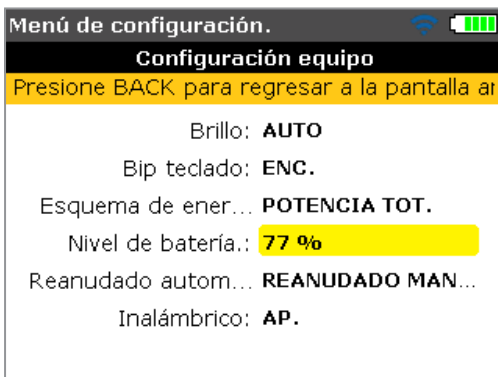 Menú de configuración.
Configuración equipo
Presione BACK para regresar a la pantalla
Brillo: AUTO
Bip teclado: ENC.
Esquema de ener... POTENCIA TOT.
Nivel de batería.: 77 %
Reanudado autom... REANUDADO MAN...
Inalámbrico: AP.